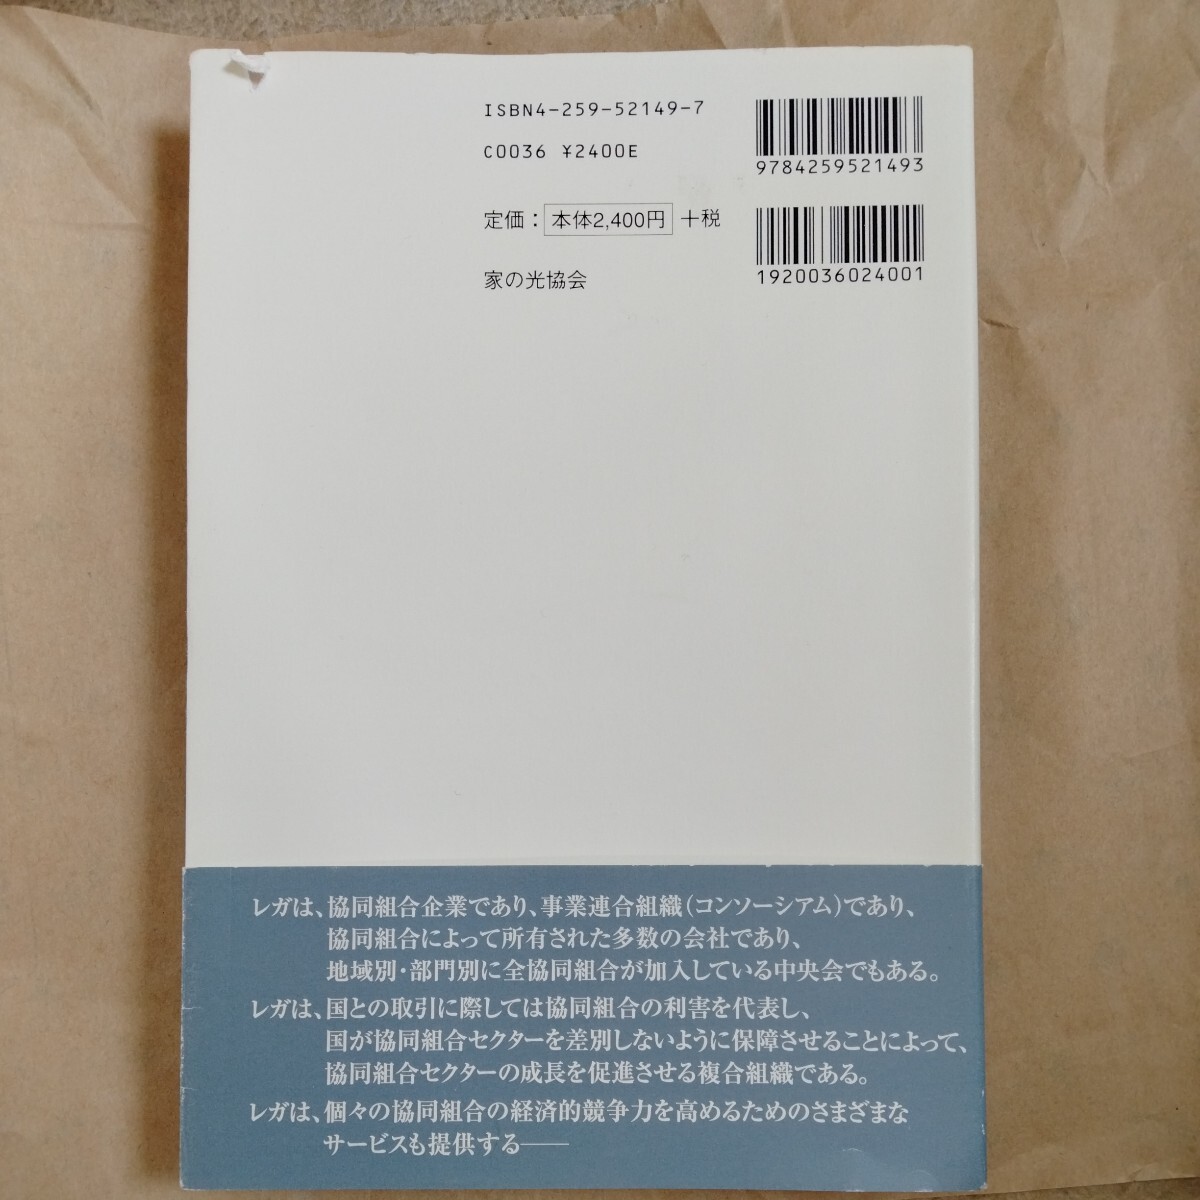 ISBN4-259-52149-7
C0036 ¥2400E
定価：本体2,400円＋税
家の光協会
9784259521493
1920036024001
レガは、協同組合企業であり、事業連合組織（コンソーシアム）であり、
協同組合によって所有された多数の会社であり、
地域別・部門別に全協同組合が加入している中央会でもある。
レガは、国との取引に際しては協同組合の利害を代表し、
国が協同組合セクターを差別しないように保障させることによって、
協同組合セクターの成長を促進させる複合組織である。
レガは、個々の協同組合の経済的競争力を高めるためのさまざまな
サービスも提供する──